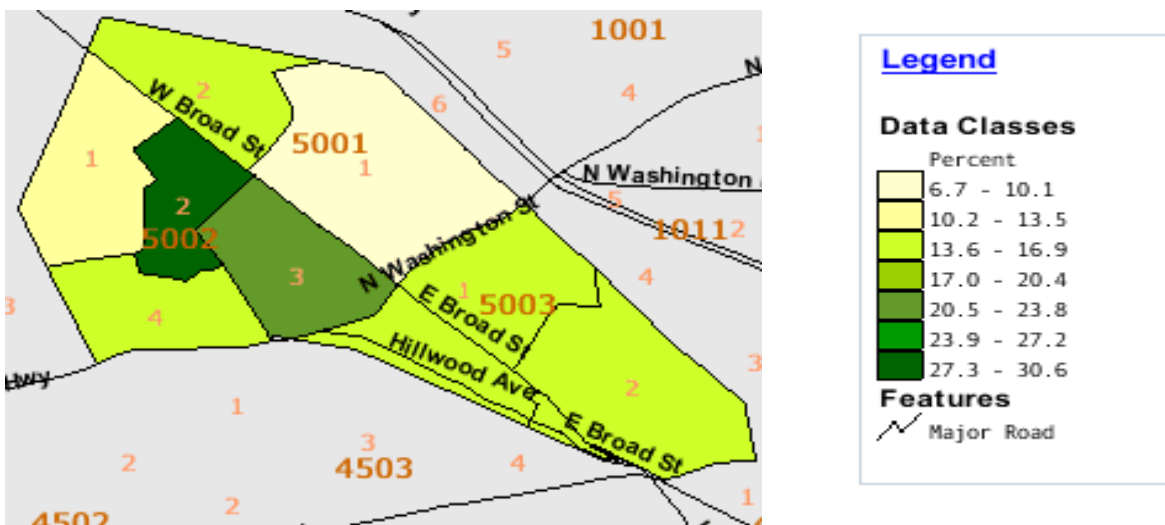 1001
5
4
6
2
W Broad St
5001
1
1
N Washington
5
2
5002
1011
2
N Washington St
3
4
1
5003
E Broad St
3
4
Hillwood Ave
3
2
Hwy
1
E Broad St
3
4503
2
4
2
1
4502
Legend
Data Classes
Percent
6.7 - 10.1
10.2 - 13.5
13.6 - 16.9
17.0 - 20.4
20.5 - 23.8
23.9 - 27.2
27.3 - 30.6
Features
Major Road